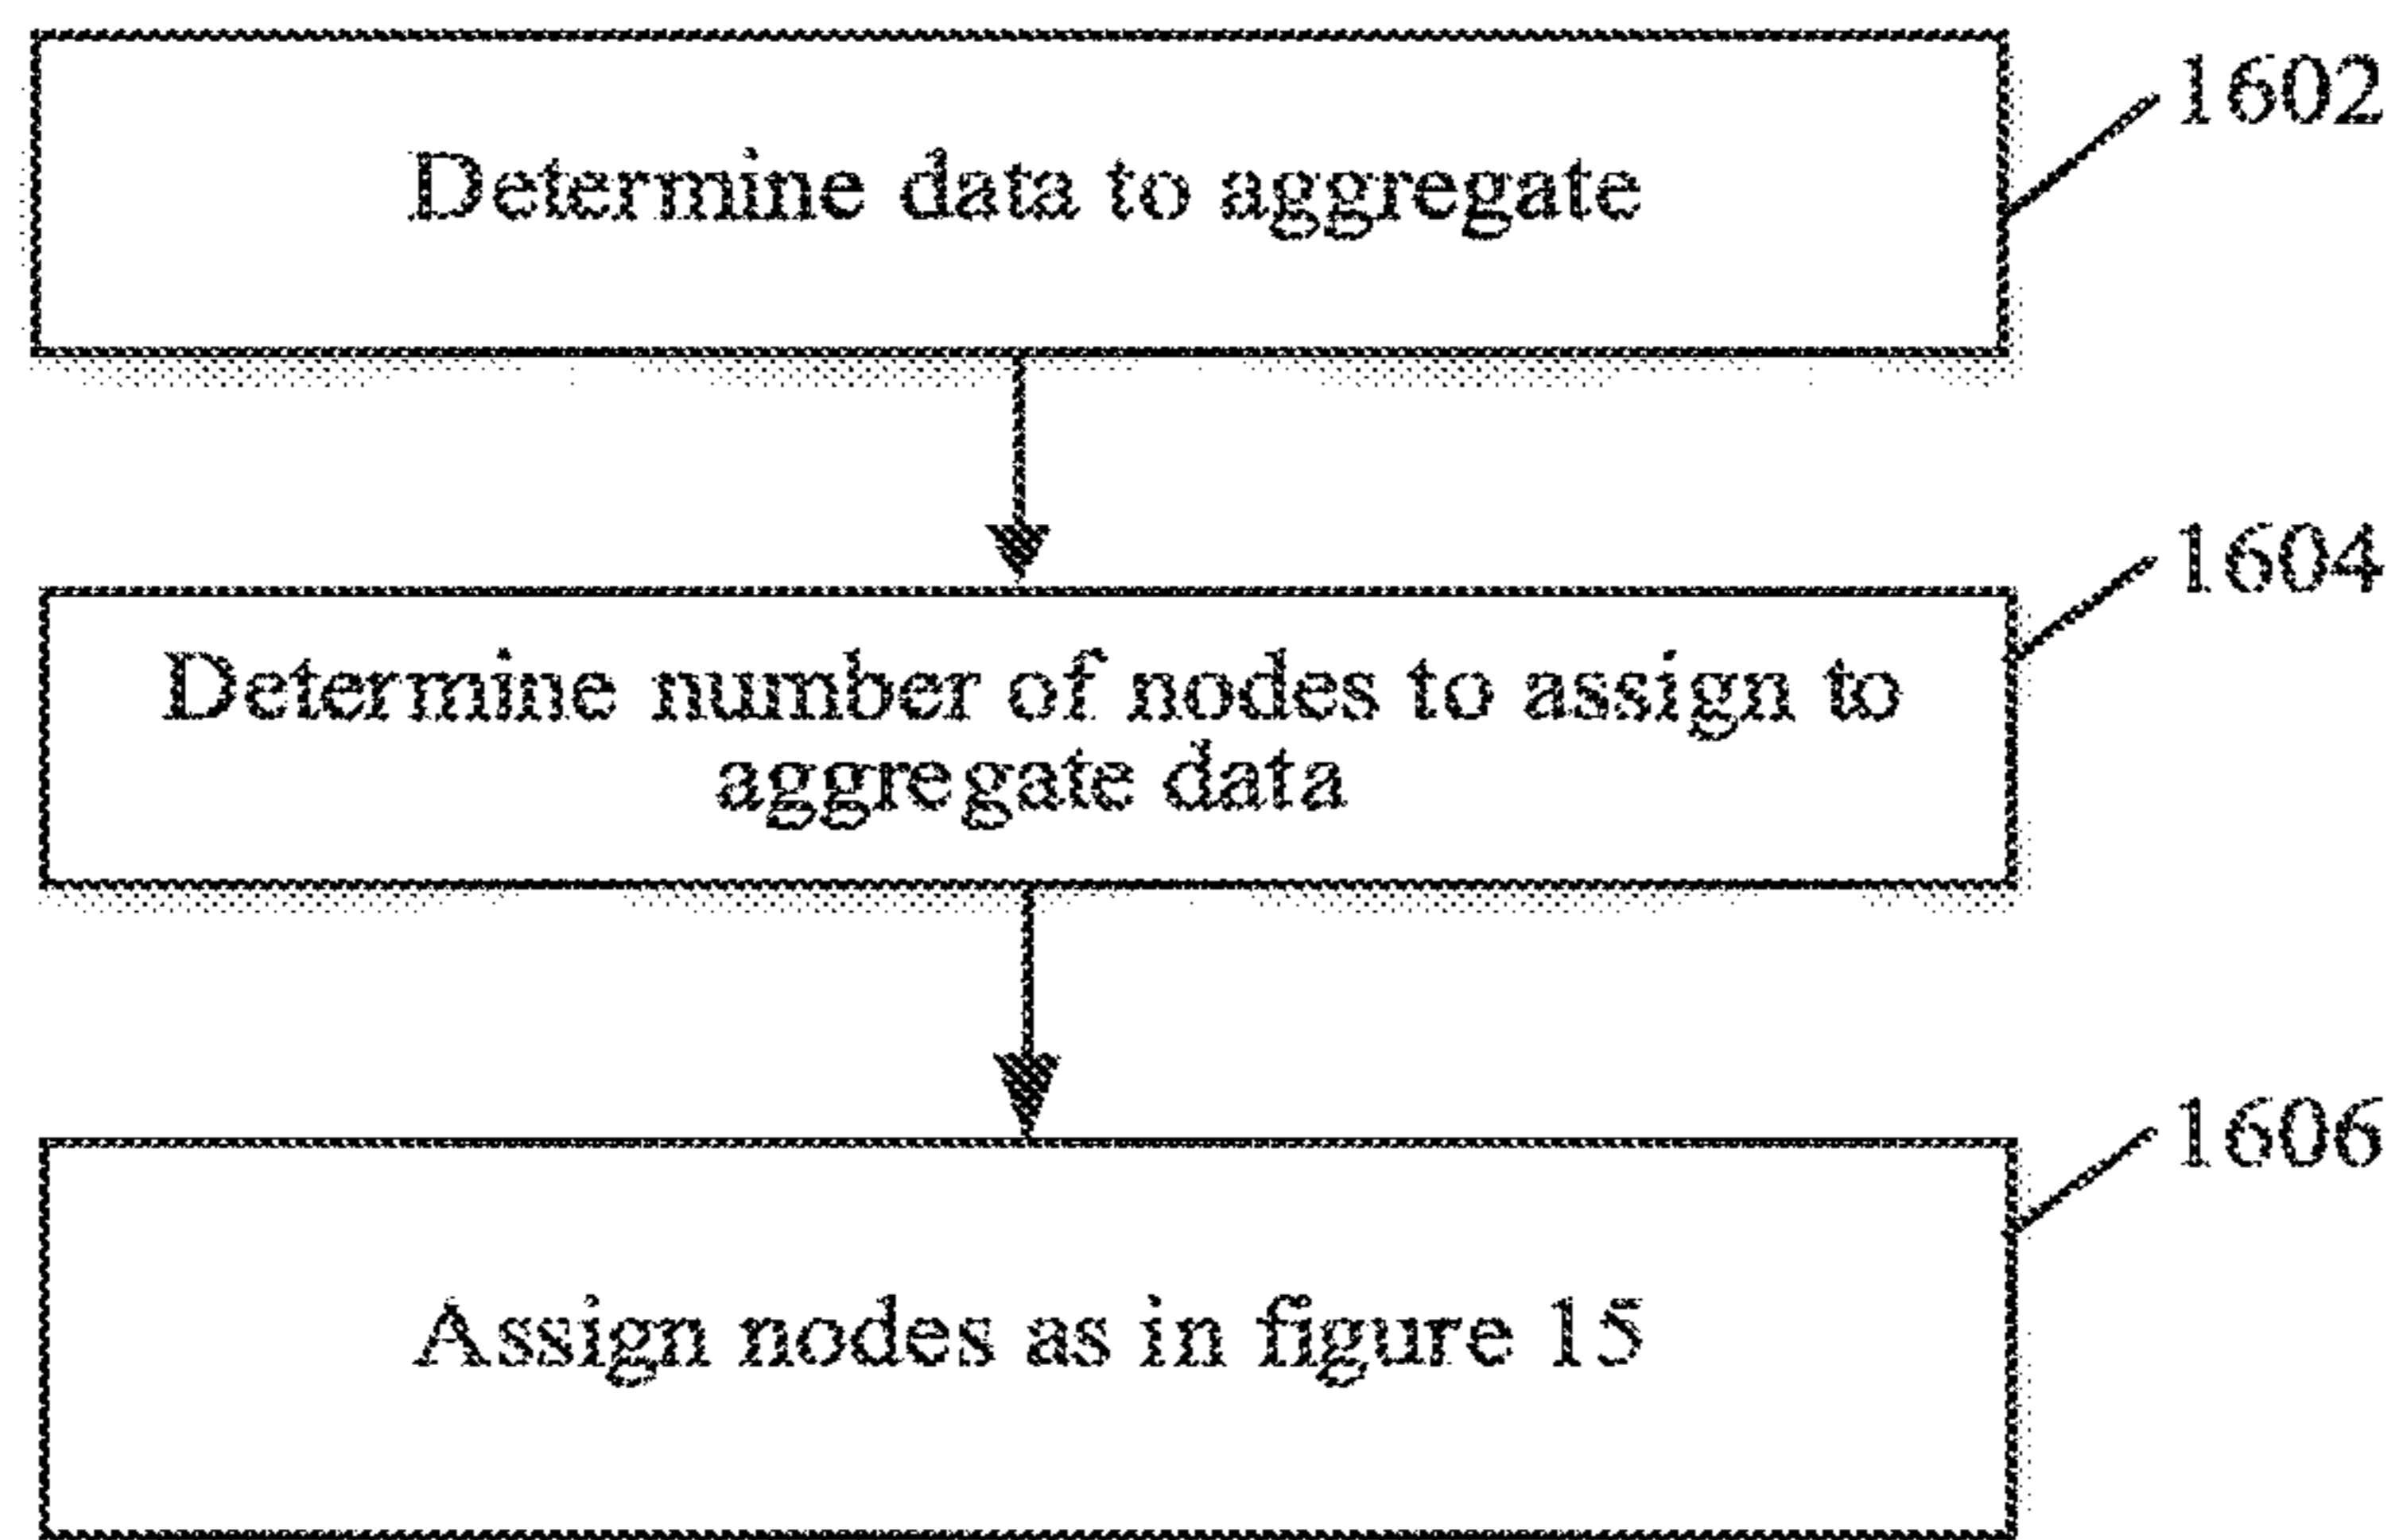 1602
Determine data to aggregate
1604
Determine number of nodes to assign to
aggregate data
1606
Assign nodes as in figure 15